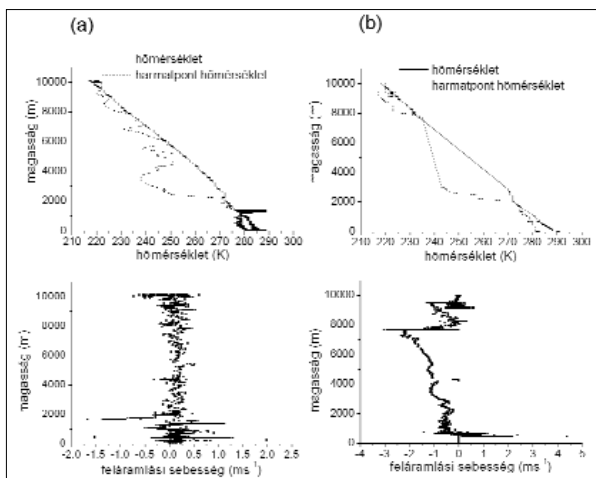 (a)
hőmérséklet
harmatpont hőmérséklet
magasság (m)
10000
8000
6000
4000
2000
0
210 220 230 240 250 260 270 280 290 300
hőmérséklet (K)
(b)
hőmérséklet
harmatpont hőmérséklet
magasság (m)
10000
8000
6000
4000
2000
0
210 220 230 240 250 260 270 280 290 300
hőmérséklet (K)
magasság (m)
10000
8000
6000
4000
2000
0
-2.0 -1.5 -1.0 -0.5 0.0 0.5 1.0 1.5 2.0 2.5
feláramlási sebesség (ms⁻¹)
magasság (m)
10000
8000
6000
4000
2000
0
-4 -3 -2 -1 0 1 2 3 4 5
feláramlási sebesség (ms⁻¹)